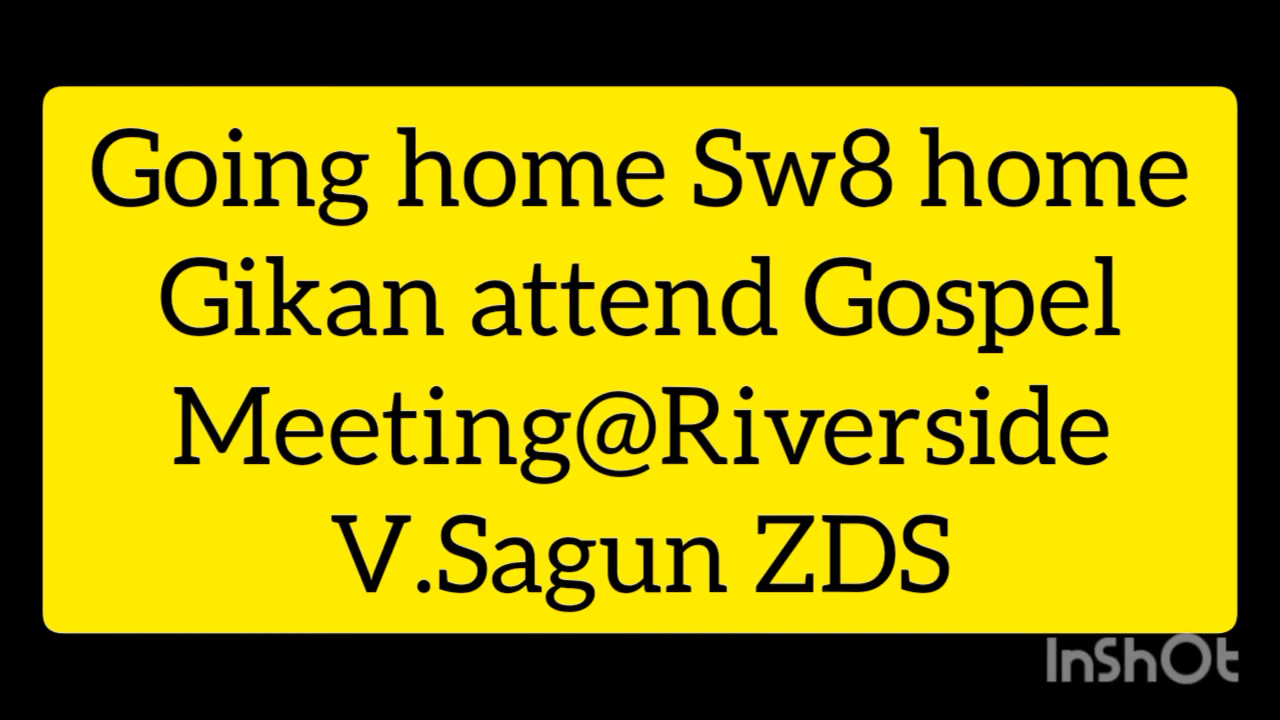 Going home Sw8 home
Gikan attend Gospel
Meeting@Riverside
V.Sagun ZDS
InShOt